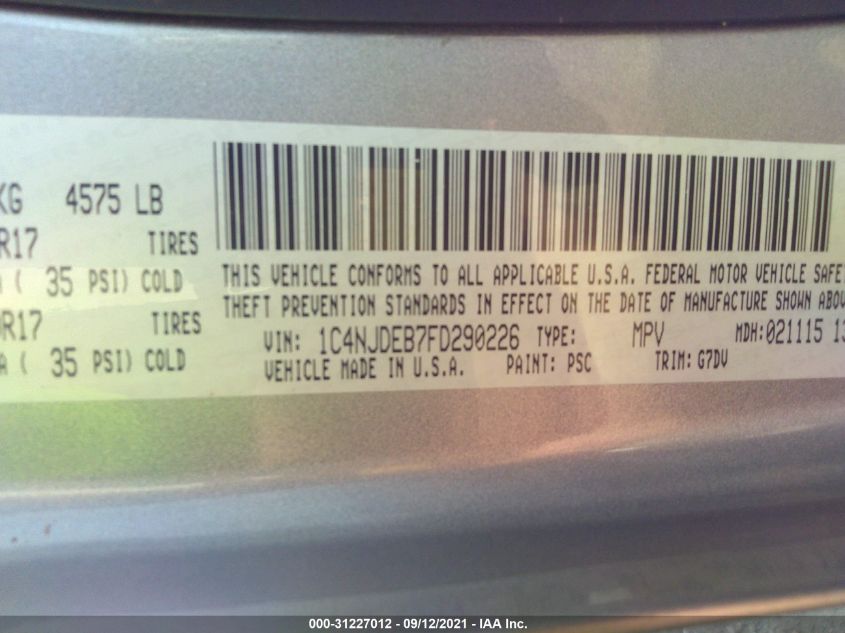 KG 4575 LB
R17 TIRES
( 35 PSI) COLD
R17 TIRES
A ( 35 PSI) COLD
THIS VEHICLE CONFORMS TO ALL APPLICABLE U.S.A. FEDERAL MOTOR VEHICLE SAFE
THEFT PREVENTION STANDARDS IN EFFECT ON THE DATE OF MANUFACTURE SHOWN ABOV
VIN: 1C4NJDEB7FD290226 TYPE: MPV MDH:021115 13
VEHICLE MADE IN U.S.A. PAINT: PSC TRIM: G7DV
000-31227012 - 09/12/2021 - IAA Inc.